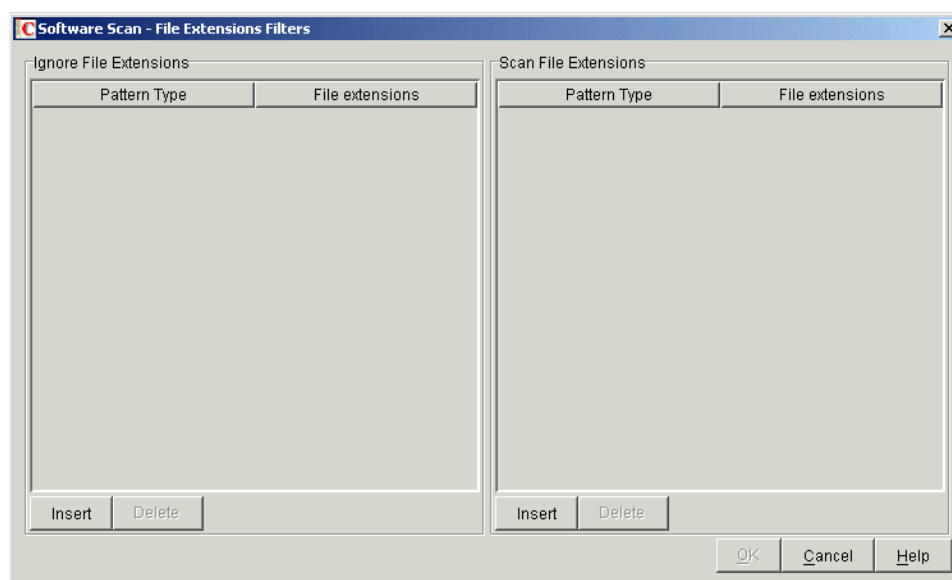 Software Scan - File Extensions Filters
Ignore File Extensions
Pattern Type File extensions
Insert Delete
Scan File Extensions
Pattern Type File extensions
Insert Delete
OK Cancel Help